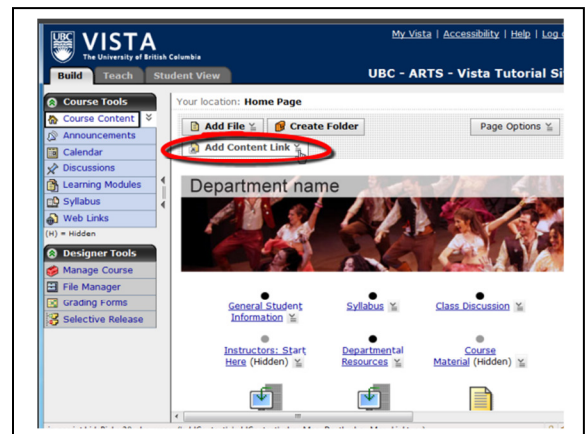 UBC VISTA
The University of British Columbia
My Vista | Accessibility | Help | Log
Build Teach Student View
UBC - ARTS - Vista Tutorial Si
Course Tools
Course Content
Announcements
Calendar
Discussions
Learning Modules
Syllabus
Web Links
(H) = Hidden
Designer Tools
Manage Course
File Manager
Grading Forms
Selective Release
Your location: Home Page
Add File
Create Folder
Page Options
Add Content Link
Department name
General Student
Information
Syllabus
Class Discussion
Instructors: Start
Here (Hidden)
Departmental
Resources
Course
Material (Hidden)